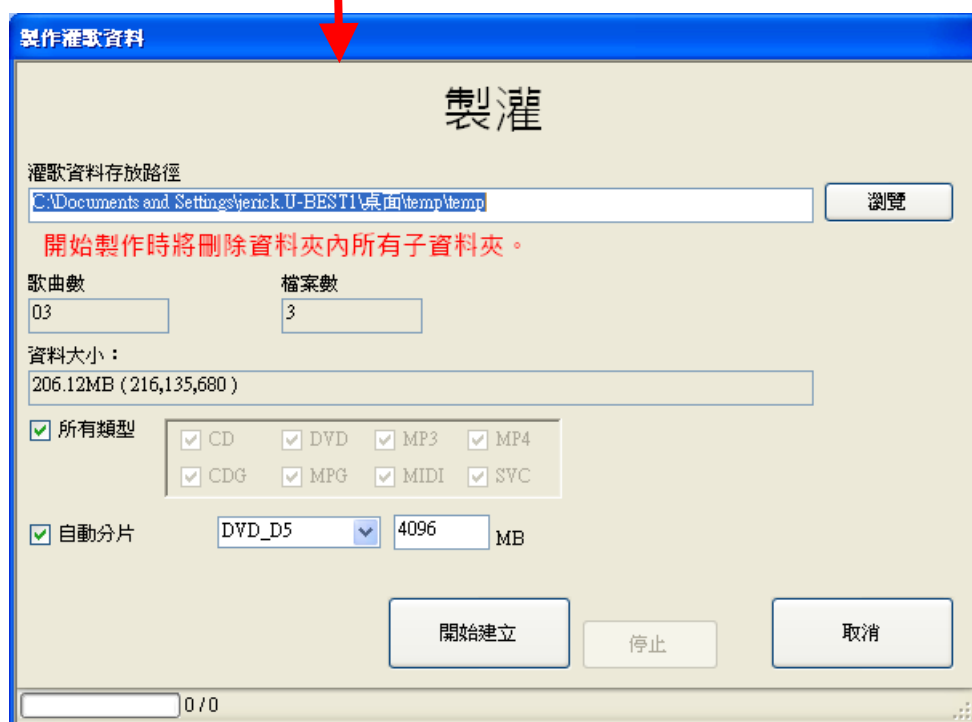 製作灌歌資料
製灌
灌歌資料存放路徑
C:\Documents and Settings\jerick.U-BEST1\桌面\temp\temp
瀏覽
開始製作時將刪除資料夾內所有子資料夾。
歌曲數 檔案數
03 3
資料大小：
206.12MB ( 216,135,680 )
所有類型 CD DVD MP3 MP4
CDG MPG MIDI SVC
自動分片 DVD_D5 4096 MB
開始建立 停止 取消
0 / 0